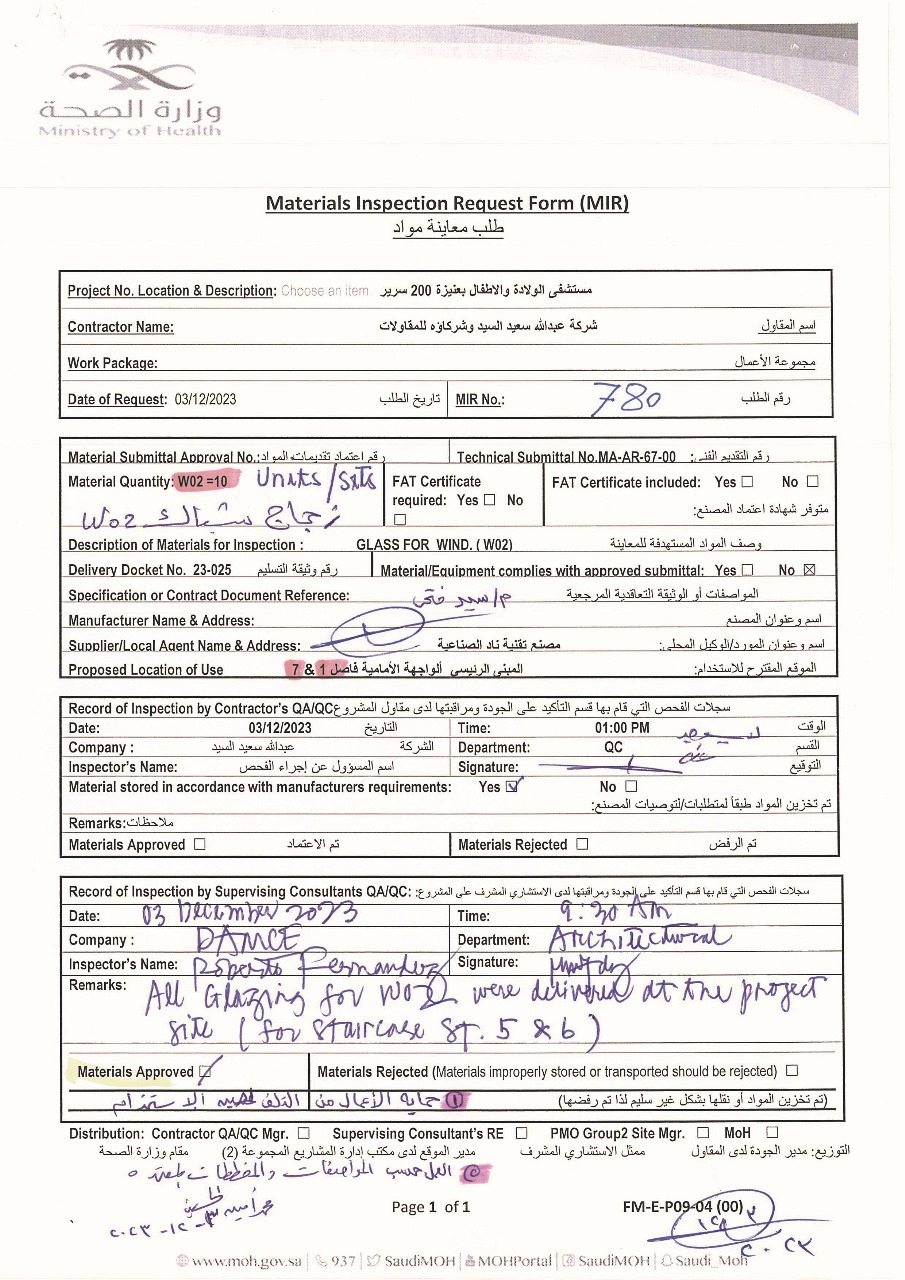 وزارة الصحة
Ministry of Health
Materials Inspection Request Form (MIR)
طلب معاينة مواد
Project No. Location & Description: Choose an item. مستشفى الولادة والاطفال بعنيزة 200 سرير
Contractor Name: شركة عبدالله سعيد السيد وشركاؤه للمقاولات اسم المقاول
Work Package: مجموعة الأعمال
Date of Request: 03/12/2023 تاريخ الطلب MIR No.: 780 رقم الطلب
Material Submittal Approval No.: رقم اعتماد تقديمات المواد: Technical Submittal No.MA-AR-67-00 رقم التقديم الفني:
Material Quantity: W02 =10 Units/Sets FAT Certificate required: Yes ☐ No ☐ FAT Certificate included: Yes ☐ No ☐
زجاج شباك W02 متوفر شهادة اعتماد المصنع:
Description of Materials for Inspection : GLASS FOR WIND. ( W02) وصف المواد المستهدفة للمعاينة
Delivery Docket No. 23-025 رقم وثيقة التسليم Material/Equipment complies with approved submittal: Yes ☐ No ☒
Specification or Contract Document Reference: م/سيد فتحى المواصفات أو الوثيقة التعاقدية المرجعية
Manufacturer Name & Address: اسم وعنوان المصنع
Supplier/Local Agent Name & Address: مصنع تقنية ناد الصناعية اسم وعنوان المورد/الوكيل المحلي:
Proposed Location of Use 7 & 1 المبنى الرئيسي ألواجهة الأمامية فاصل الموقع المقترح للاستخدام:
Record of Inspection by Contractor's QA/QC سجلات الفحص التي قام بها قسم التأكيد على الجودة ومراقبتها لدى مقاول المشروع
Date: 03/12/2023 التاريخ Time: 01:00 PM الوقت
Company : عبدالله سعيد السيد الشركة Department: QC القسم
Inspector's Name: اسم المسؤول عن إجراء الفحص Signature: التوقيع
Material stored in accordance with manufacturers requirements: Yes ☑ No ☐
تم تخزين المواد طبقاً لمتطلبات/لتوصيات المصنع:
Remarks: ملاحظات:
Materials Approved ☐ تم الاعتماد Materials Rejected ☐ تم الرفض
Record of Inspection by Supervising Consultants QA/QC: سجلات الفحص التي قام بها قسم التأكيد على الجودة ومراقبتها لدى الاستشاري المشرف على المشروع:
Date: 03 December 2023 Time: 9:30 AM
Company : DAMCE Department: Architectural
Inspector's Name: Roberto Fernandez Signature:
Remarks: All Glazing for W02 were delivered at the project
site (for staircase St. 5 & 6)
Materials Approved ☑ Materials Rejected (Materials improperly stored or transported should be rejected) ☐
① حماية الأعمال من التلف (تم تخزين المواد أو نقلها بشكل غير سليم لذا تم رفضها)
Distribution: Contractor QA/QC Mgr. ☐ Supervising Consultant's RE ☐ PMO Group2 Site Mgr. ☐ MoH ☐
التوزيع: مدير الجودة لدى المقاول ممثل الاستشاري المشرف مدير الموقع لدى مكتب إدارة المشاريع المجموعة (2) مقام وزارة الصحة
العمل حسب المواصفات والمخططات
٢٠٢٣-١٢-٣
Page 1 of 1 FM-E-P09-04 (00)
www.moh.gov.sa | 937 | SaudiMOH | MOHPortal | SaudiMOH | Saudi_Moh